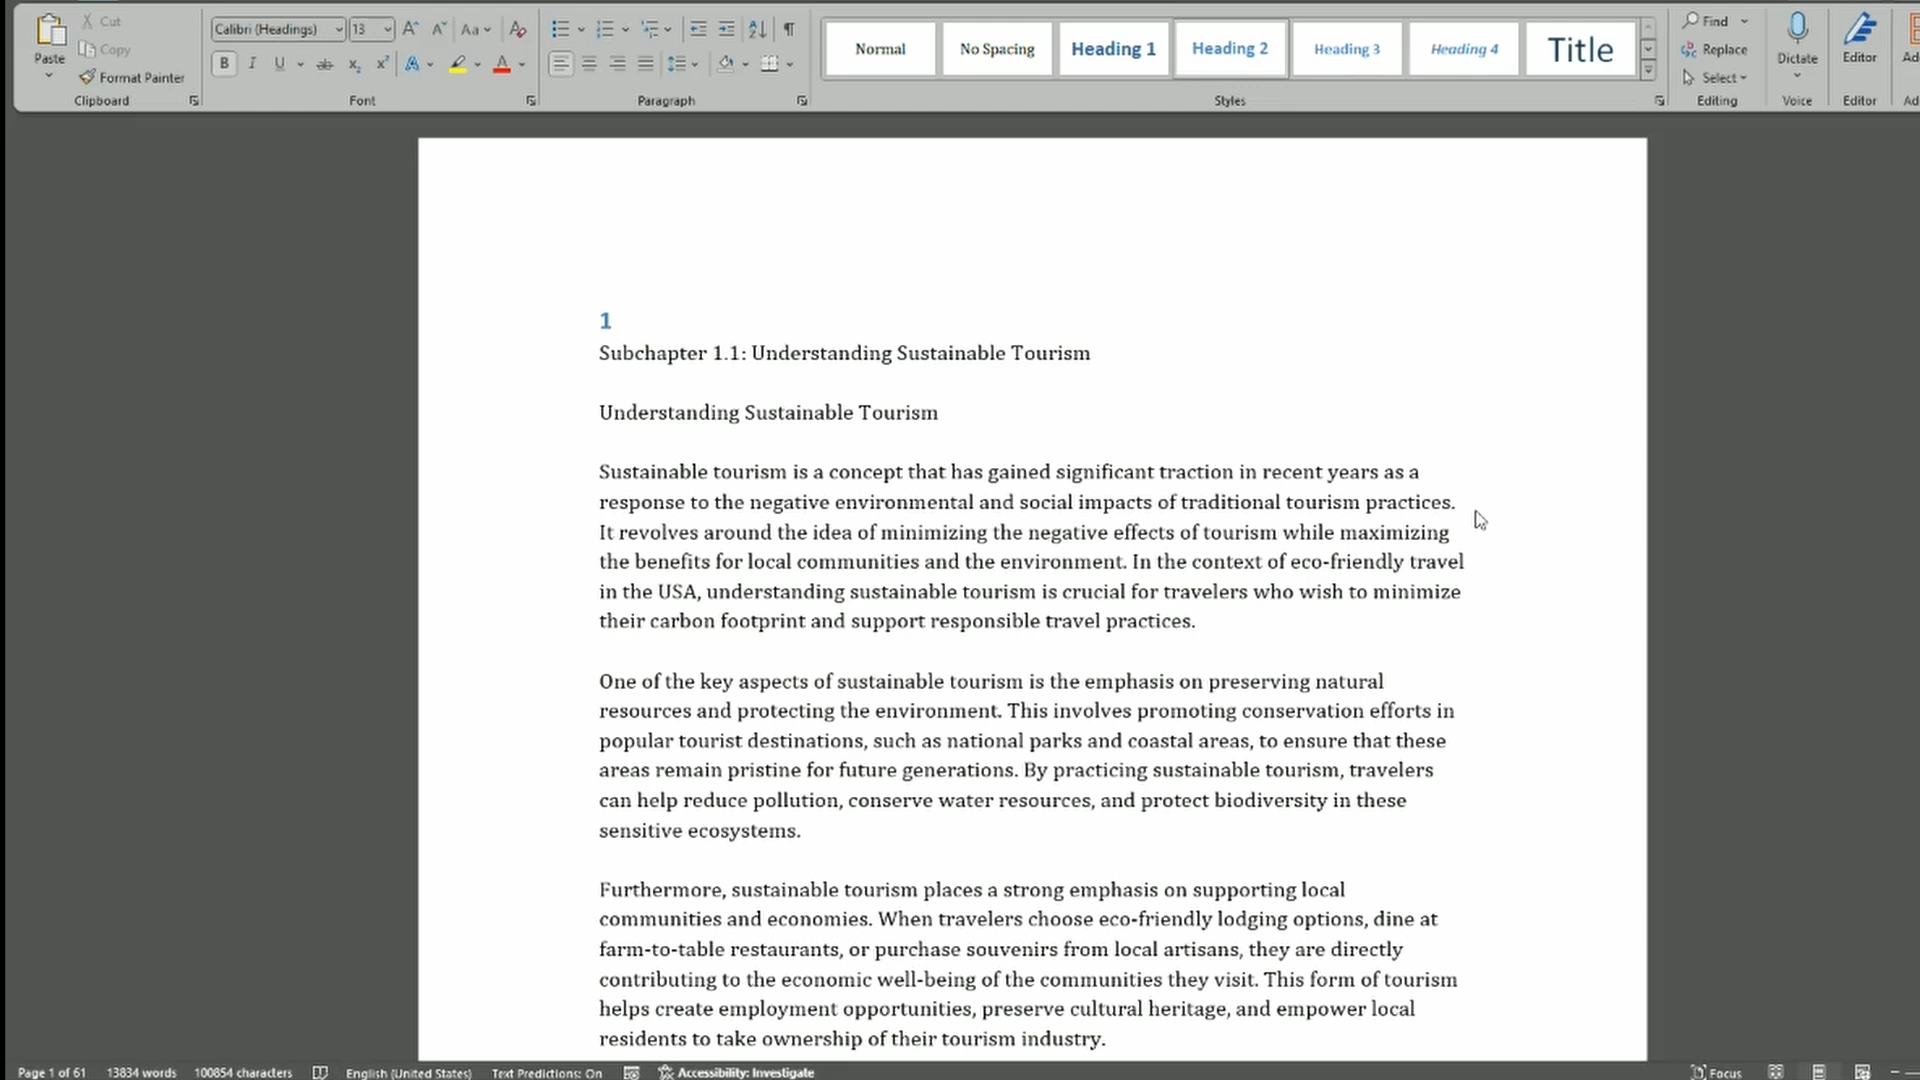 Cut
Copy
Format Painter
Paste
Clipboard
Calibri (Headings) 13
Aa
B I U ab x₂ x² A A
Font
Paragraph
Normal No Spacing Heading 1 Heading 2 Heading 3 Heading 4 Title
Styles
Find
Replace
Select
Editing
Dictate
Voice
Editor
Editor
Ad
Ad
1
Subchapter 1.1: Understanding Sustainable Tourism
Understanding Sustainable Tourism
Sustainable tourism is a concept that has gained significant traction in recent years as a
response to the negative environmental and social impacts of traditional tourism practices.
It revolves around the idea of minimizing the negative effects of tourism while maximizing
the benefits for local communities and the environment. In the context of eco-friendly travel
in the USA, understanding sustainable tourism is crucial for travelers who wish to minimize
their carbon footprint and support responsible travel practices.
One of the key aspects of sustainable tourism is the emphasis on preserving natural
resources and protecting the environment. This involves promoting conservation efforts in
popular tourist destinations, such as national parks and coastal areas, to ensure that these
areas remain pristine for future generations. By practicing sustainable tourism, travelers
can help reduce pollution, conserve water resources, and protect biodiversity in these
sensitive ecosystems.
Furthermore, sustainable tourism places a strong emphasis on supporting local
communities and economies. When travelers choose eco-friendly lodging options, dine at
farm-to-table restaurants, or purchase souvenirs from local artisans, they are directly
contributing to the economic well-being of the communities they visit. This form of tourism
helps create employment opportunities, preserve cultural heritage, and empower local
residents to take ownership of their tourism industry.
Page 1 of 61 13834 words 100854 characters English (United States) Text Predictions: On Accessibility: Investigate Focus